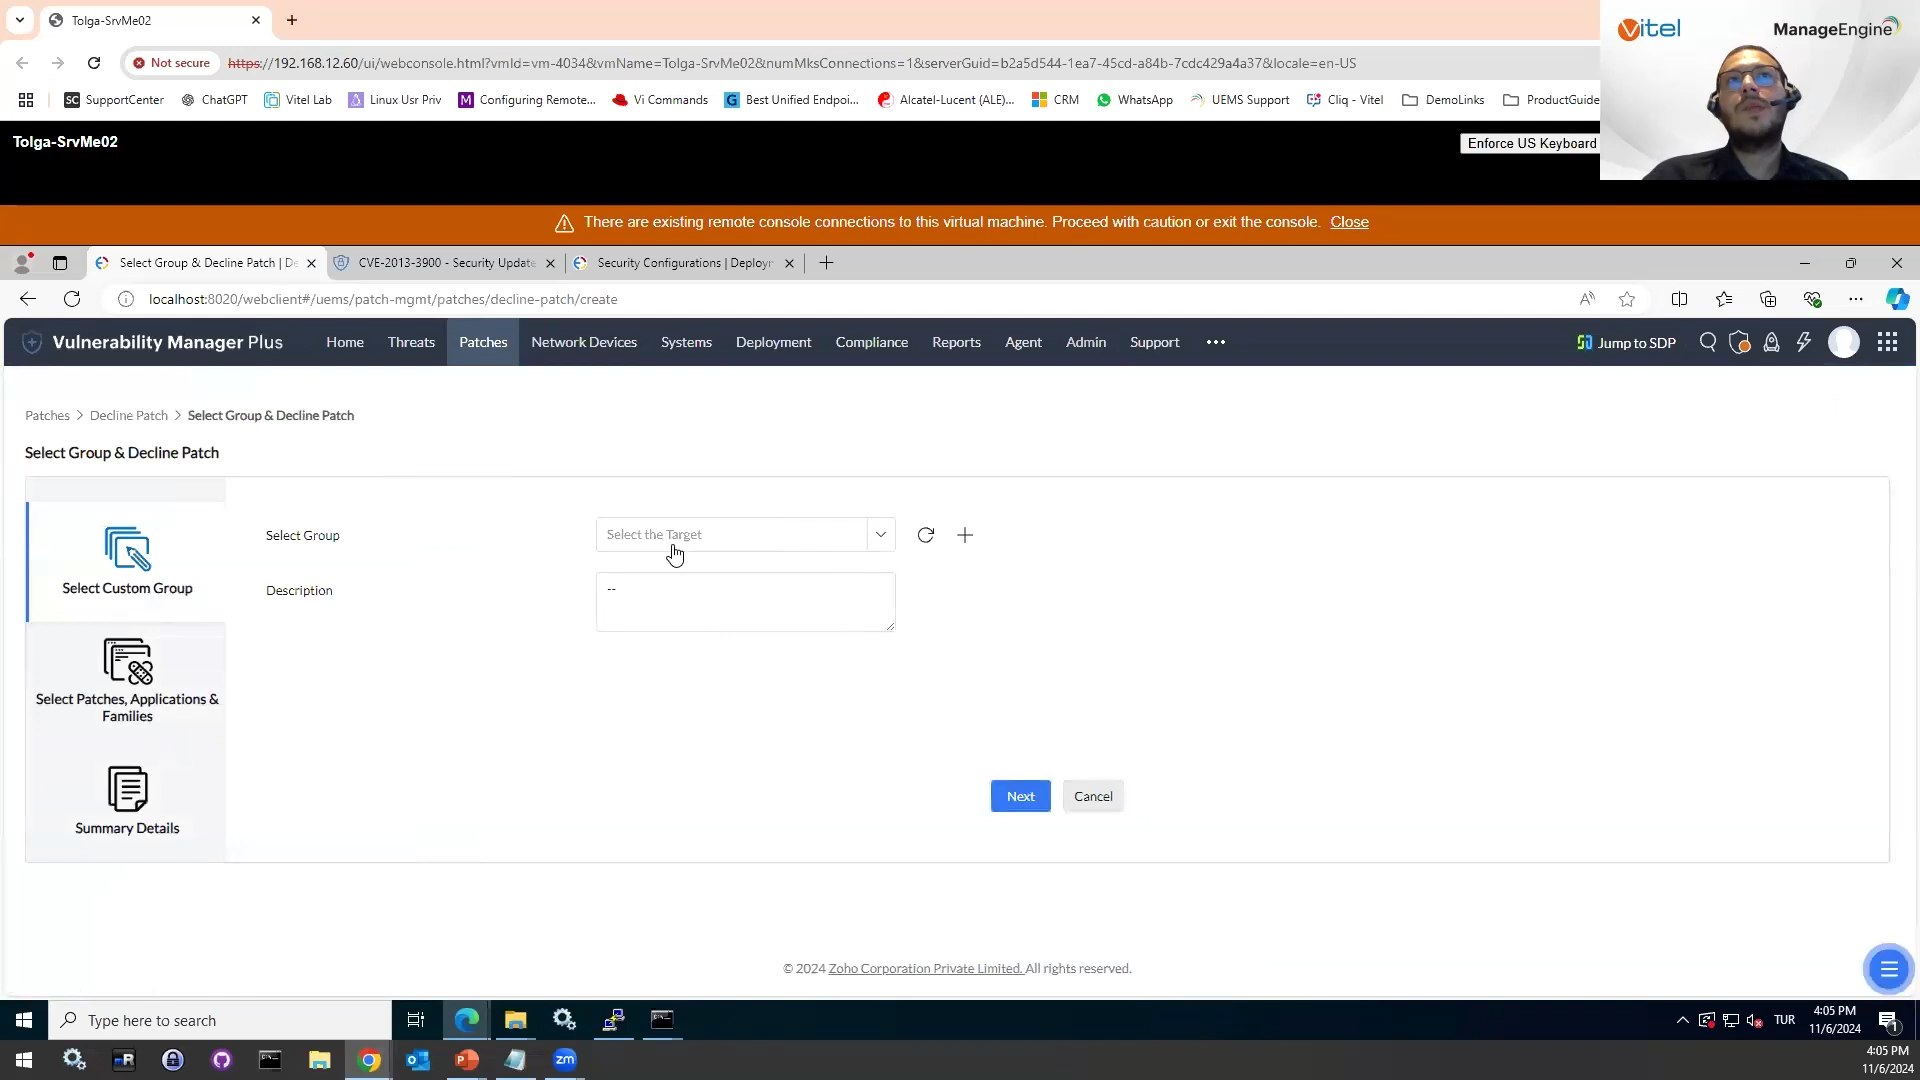 Tolga-SrvMe02
Vitel
ManageEngine
Not secure
https://192.168.12.60/ui/webconsole.html?vmId=vm-4034&vmName=Tolga-SrvMe02&numMksConnections=1&serverGuid=b2a5d544-1ea7-45cd-a84b-7cdc429a4a37&locale=en-US
SupportCenter ChatGPT Vitel Lab Linux Usr Priv Configuring Remote... Vi Commands Best Unified Endpoi... Alcatel-Lucent (ALE)... CRM WhatsApp UEMS Support Cliq - Vitel DemoLinks ProductGuide
Tolga-SrvMe02
Enforce US Keyboard
There are existing remote console connections to this virtual machine. Proceed with caution or exit the console. Close
Select Group & Decline Patch | De CVE-2013-3900 - Security Update Security Configurations | Deploym
localhost:8020/webclient#/uems/patch-mgmt/patches/decline-patch/create
Vulnerability Manager Plus Home Threats Patches Network Devices Systems Deployment Compliance Reports Agent Admin Support Jump to SDP
Patches > Decline Patch > Select Group & Decline Patch
Select Group & Decline Patch
Select Group
Select the Target
Select Custom Group
Description
--
Select Patches, Applications &
Families
Summary Details
Next
Cancel
© 2024 Zoho Corporation Private Limited. All rights reserved.
Type here to search
TUR
4:05 PM
11/6/2024
1
4:05 PM
11/6/2024